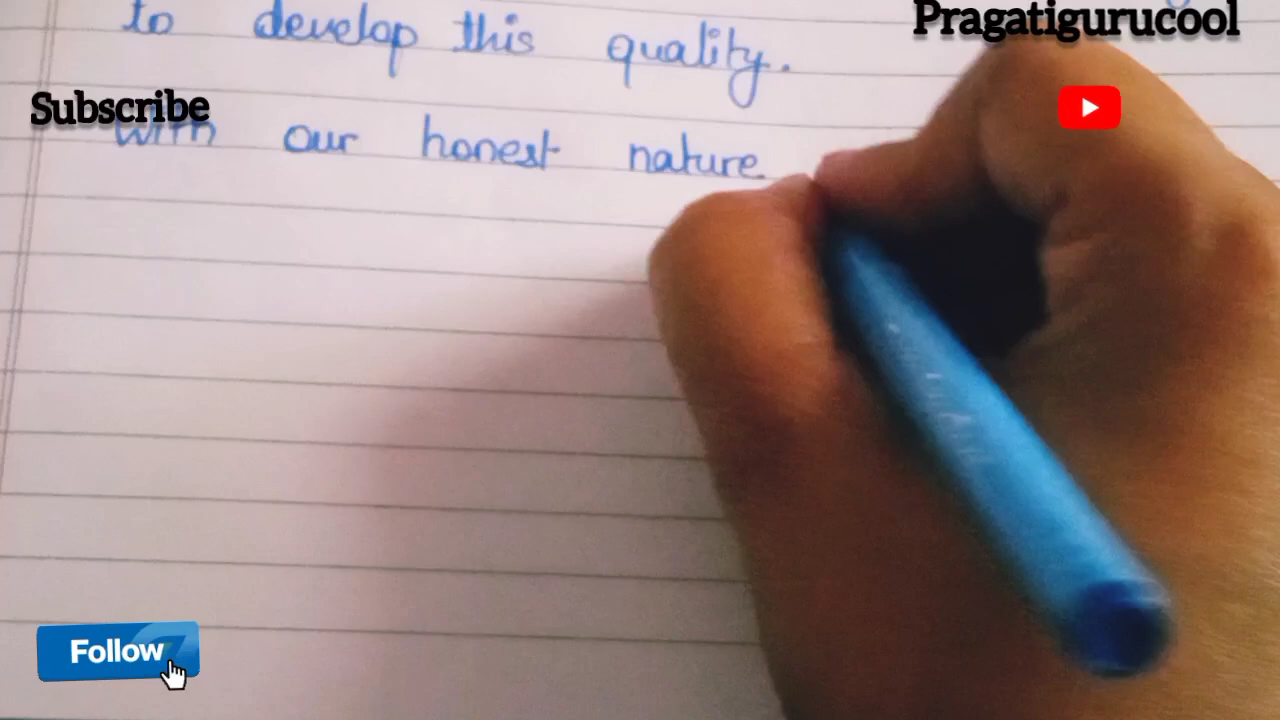 Pragatigurucool
to develop this quality.
Subscribe
with our honest nature
Follow